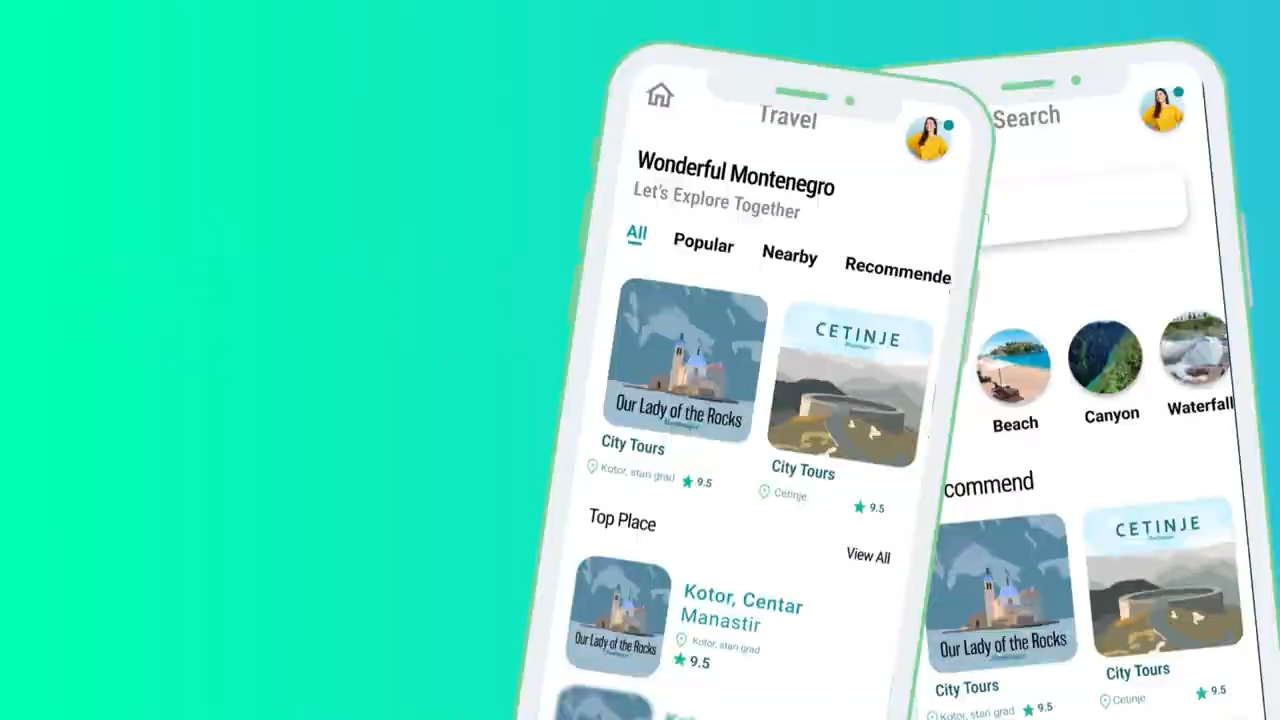 Travel
Wonderful Montenegro
Let's Explore Together
All
Popular
Nearby
Recommende
Our Lady of the Rocks
CETINJE
City Tours
Kotor, stari grad
9.5
City Tours
Cetinje
9.5
Top Place
View All
Our Lady of the Rocks
Kotor, Centar
Manastir
Kotor, stari grad
9.5
Search
Beach
Canyon
Waterfall
commend
Our Lady of the Rocks
CETINJE
City Tours
Kotor, stari grad
9.5
City Tours
Cetinje
9.5